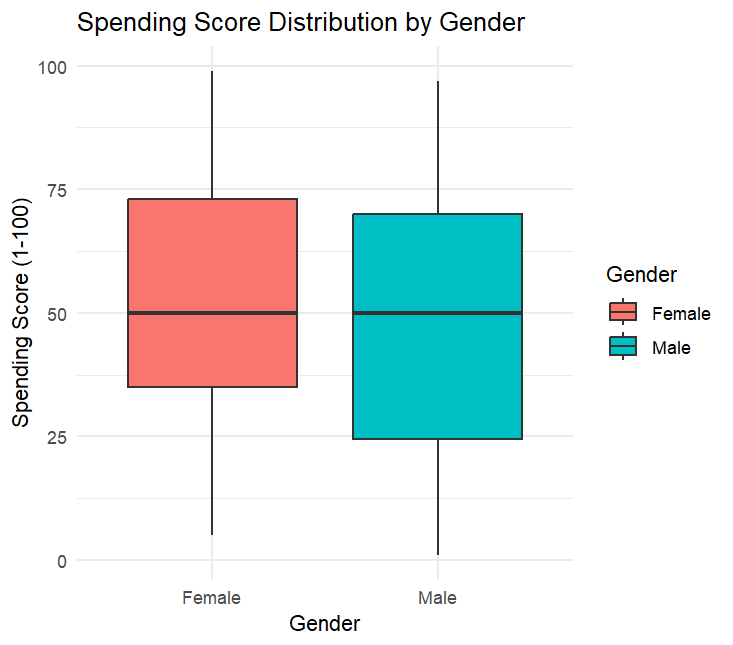 Spending Score Distribution by Gender
Spending Score (1-100)
100
75
50
25
0
Female
Male
Gender
Gender
Female
Male